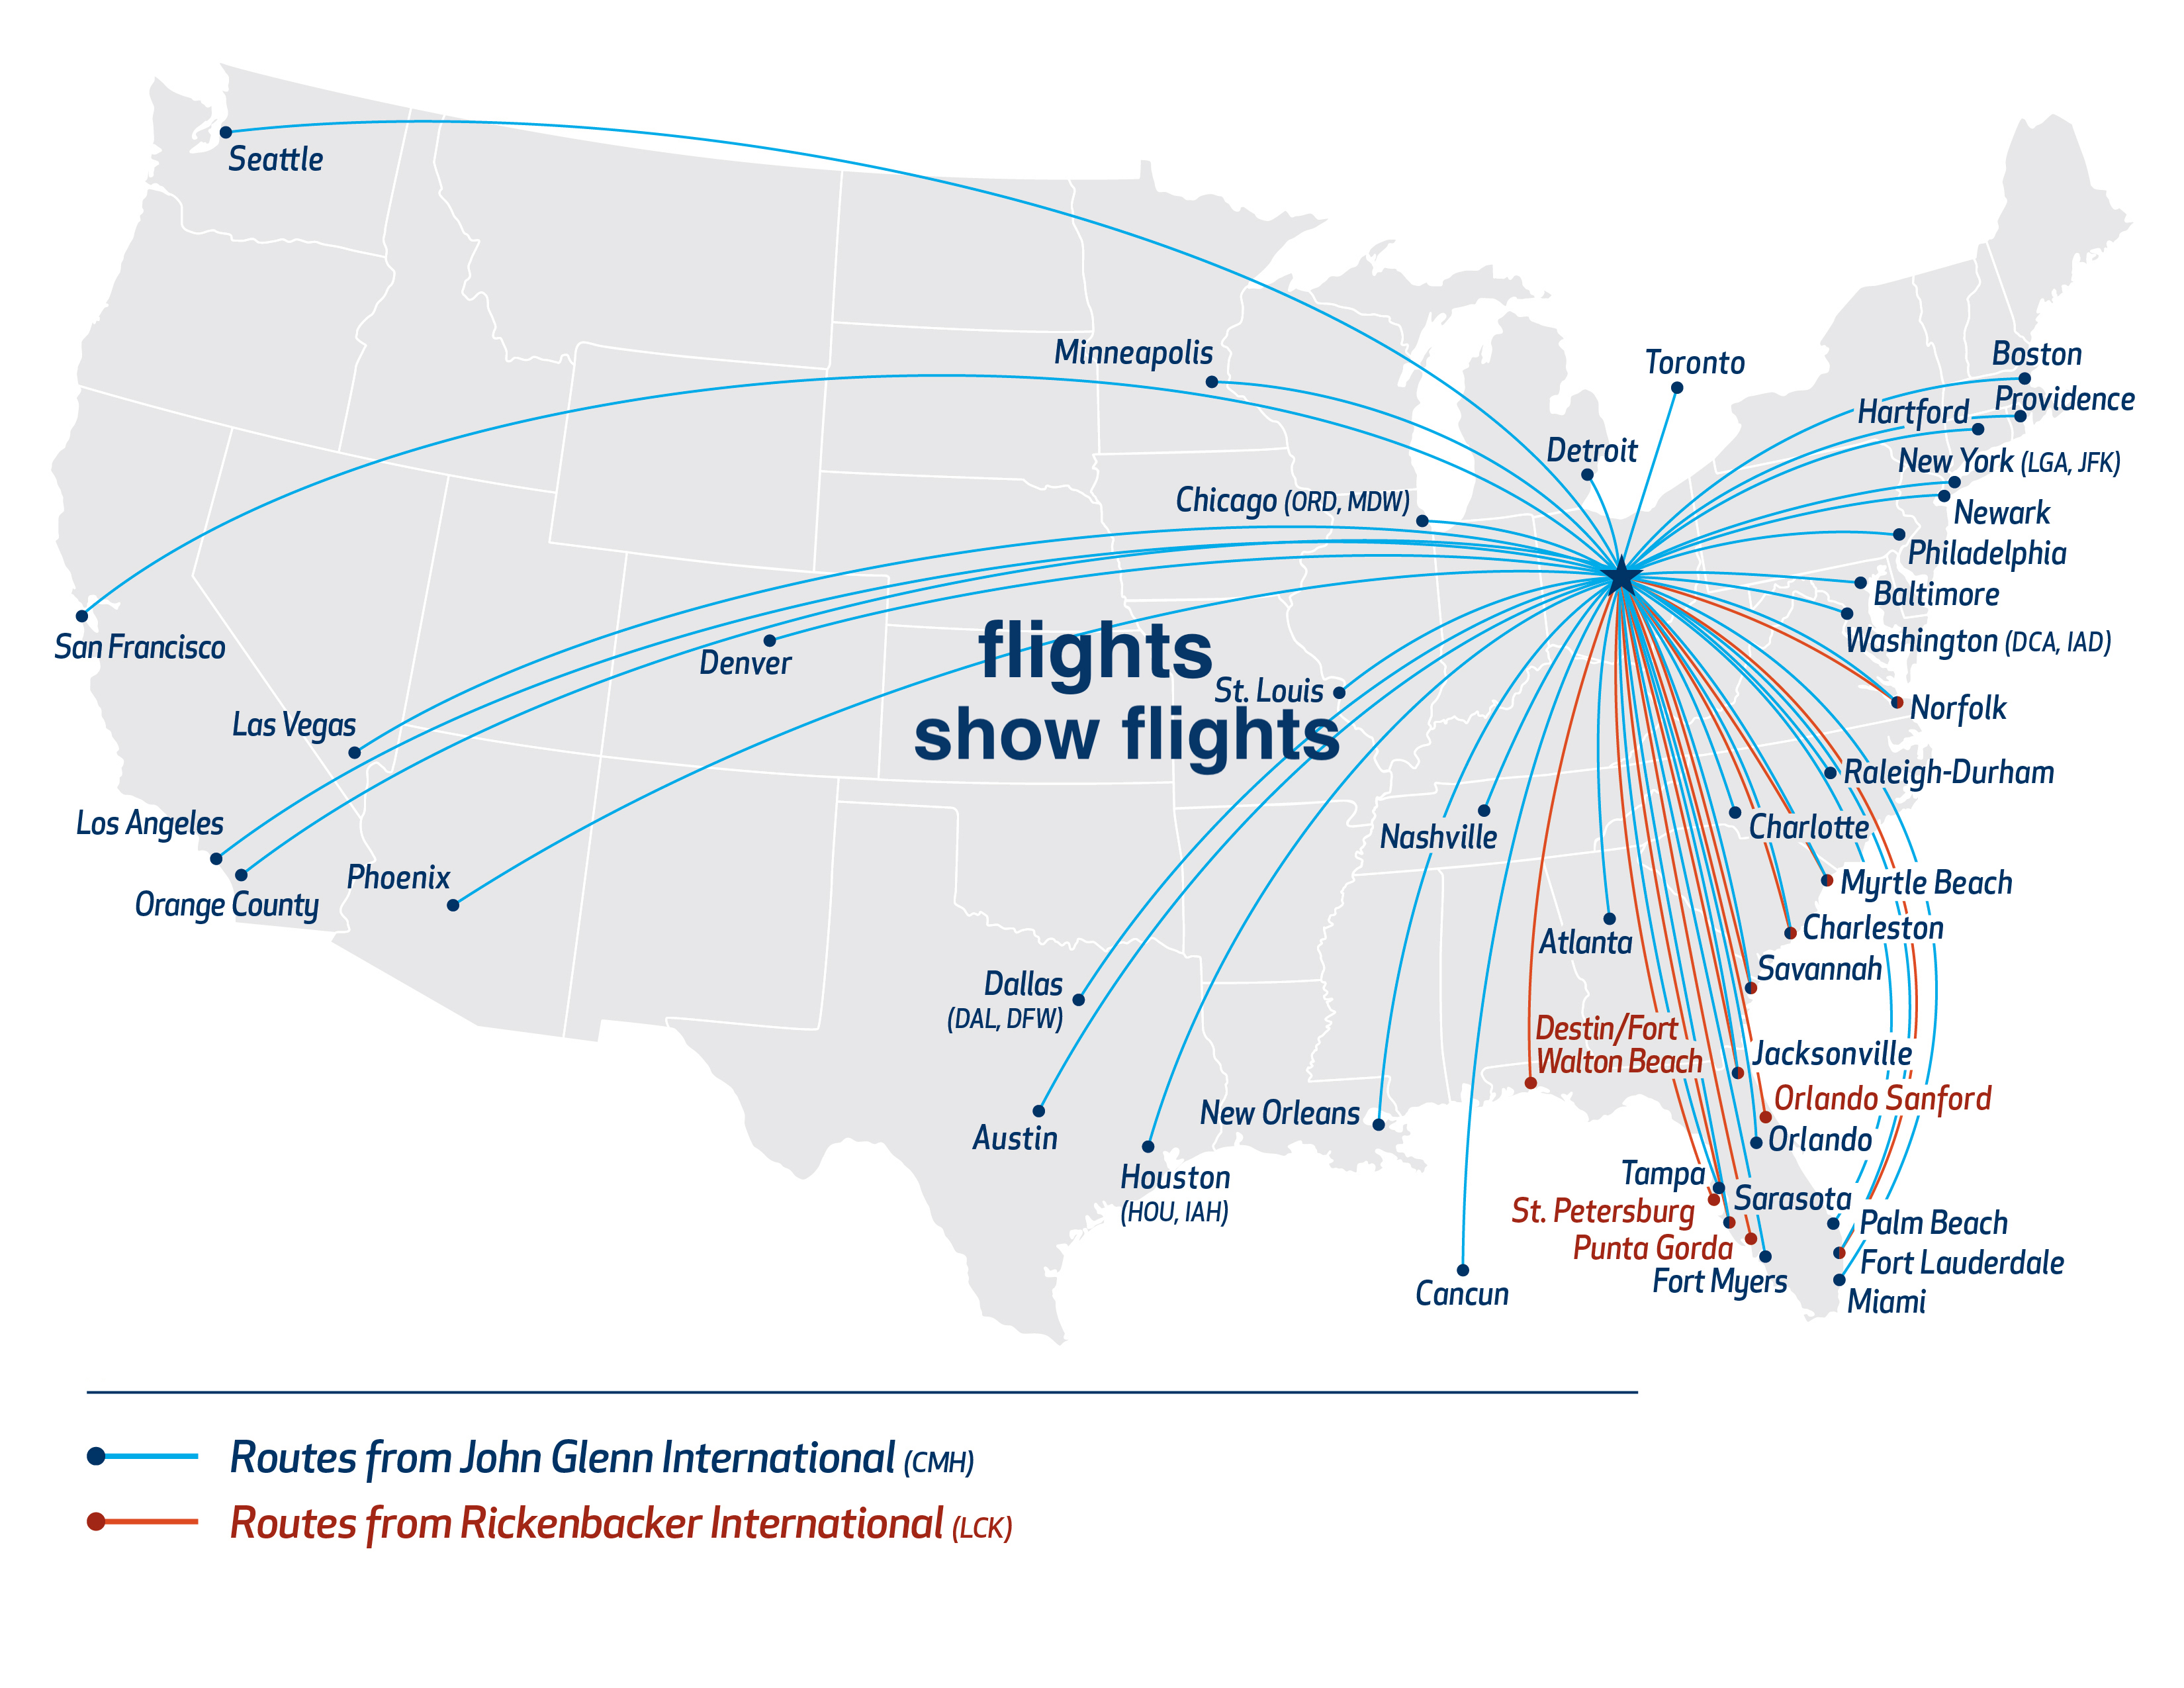 Seattle
Minneapolis
Toronto
Boston
Providence
Hartford
Detroit
New York (LGA, JFK)
Chicago (ORD, MDW)
Newark
Philadelphia
Baltimore
Washington (DCA, IAD)
San Francisco
Denver
flights
St. Louis
show flights
Norfolk
Las Vegas
Raleigh-Durham
Los Angeles
Charlotte
Nashville
Phoenix
Myrtle Beach
Orange County
Charleston
Atlanta
Savannah
Dallas
(DAL, DFW)
Destin/Fort
Walton Beach
Jacksonville
Orlando Sanford
New Orleans
Austin
Orlando
Houston
(HOU, IAH)
Tampa
Sarasota
St. Petersburg
Palm Beach
Punta Gorda
Fort Lauderdale
Fort Myers
Cancun
Miami
Routes from John Glenn International (CMH)
Routes from Rickenbacker International (LCK)